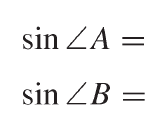 sin ∠A =
sin ∠B =